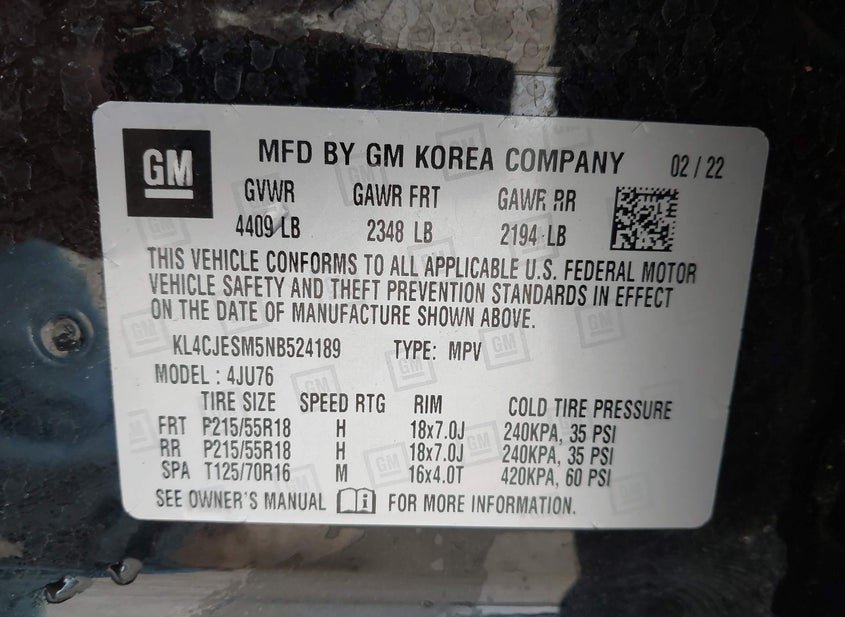 GM
MFD BY GM KOREA COMPANY 02 / 22
GVWR GAWR FRT GAWR RR
4409 LB 2348 LB 2194 LB
THIS VEHICLE CONFORMS TO ALL APPLICABLE U.S. FEDERAL MOTOR
VEHICLE SAFETY AND THEFT PREVENTION STANDARDS IN EFFECT
ON THE DATE OF MANUFACTURE SHOWN ABOVE.
KL4CJESM5NB524189 TYPE: MPV
MODEL : 4JU76
TIRE SIZE SPEED RTG RIM COLD TIRE PRESSURE
FRT P215/55R18 H 18x7.0J 240KPA, 35 PSI
RR P215/55R18 H 18x7.0J 240KPA, 35 PSI
SPA T125/70R16 M 16x4.0T 420KPA, 60 PSI
SEE OWNER'S MANUAL i FOR MORE INFORMATION.